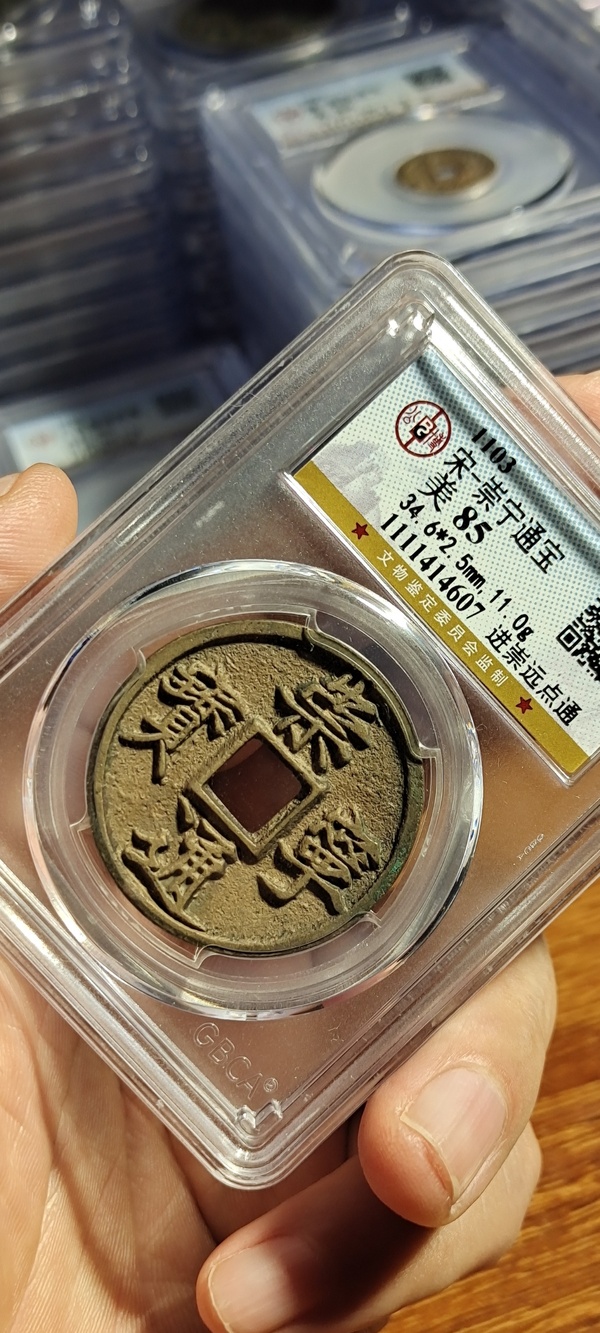 1103
宋-崇宁通宝
美 85
34.6*2.5mm,11.0g
1111414607 进崇远点通
文物鉴定委员会监制
崇寧通寳
GBCA®